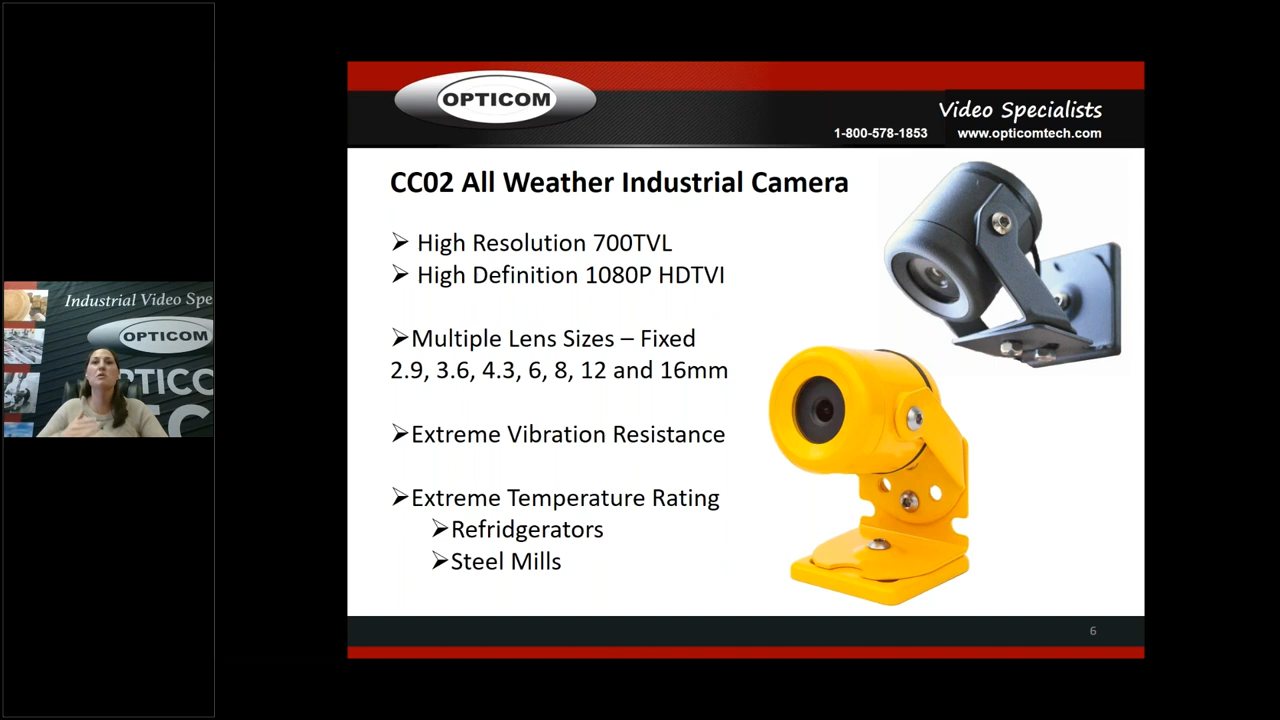 OPTICOM
Video Specialists
1-800-578-1853 www.opticomtech.com
CC02 All Weather Industrial Camera
➢ High Resolution 700TVL
➢ High Definition 1080P HDTVI
➢Multiple Lens Sizes – Fixed
2.9, 3.6, 4.3, 6, 8, 12 and 16mm
➢Extreme Vibration Resistance
➢Extreme Temperature Rating
➢Refridgerators
➢Steel Mills
6
Industrial Video Spe
OPTICOM
PTICO